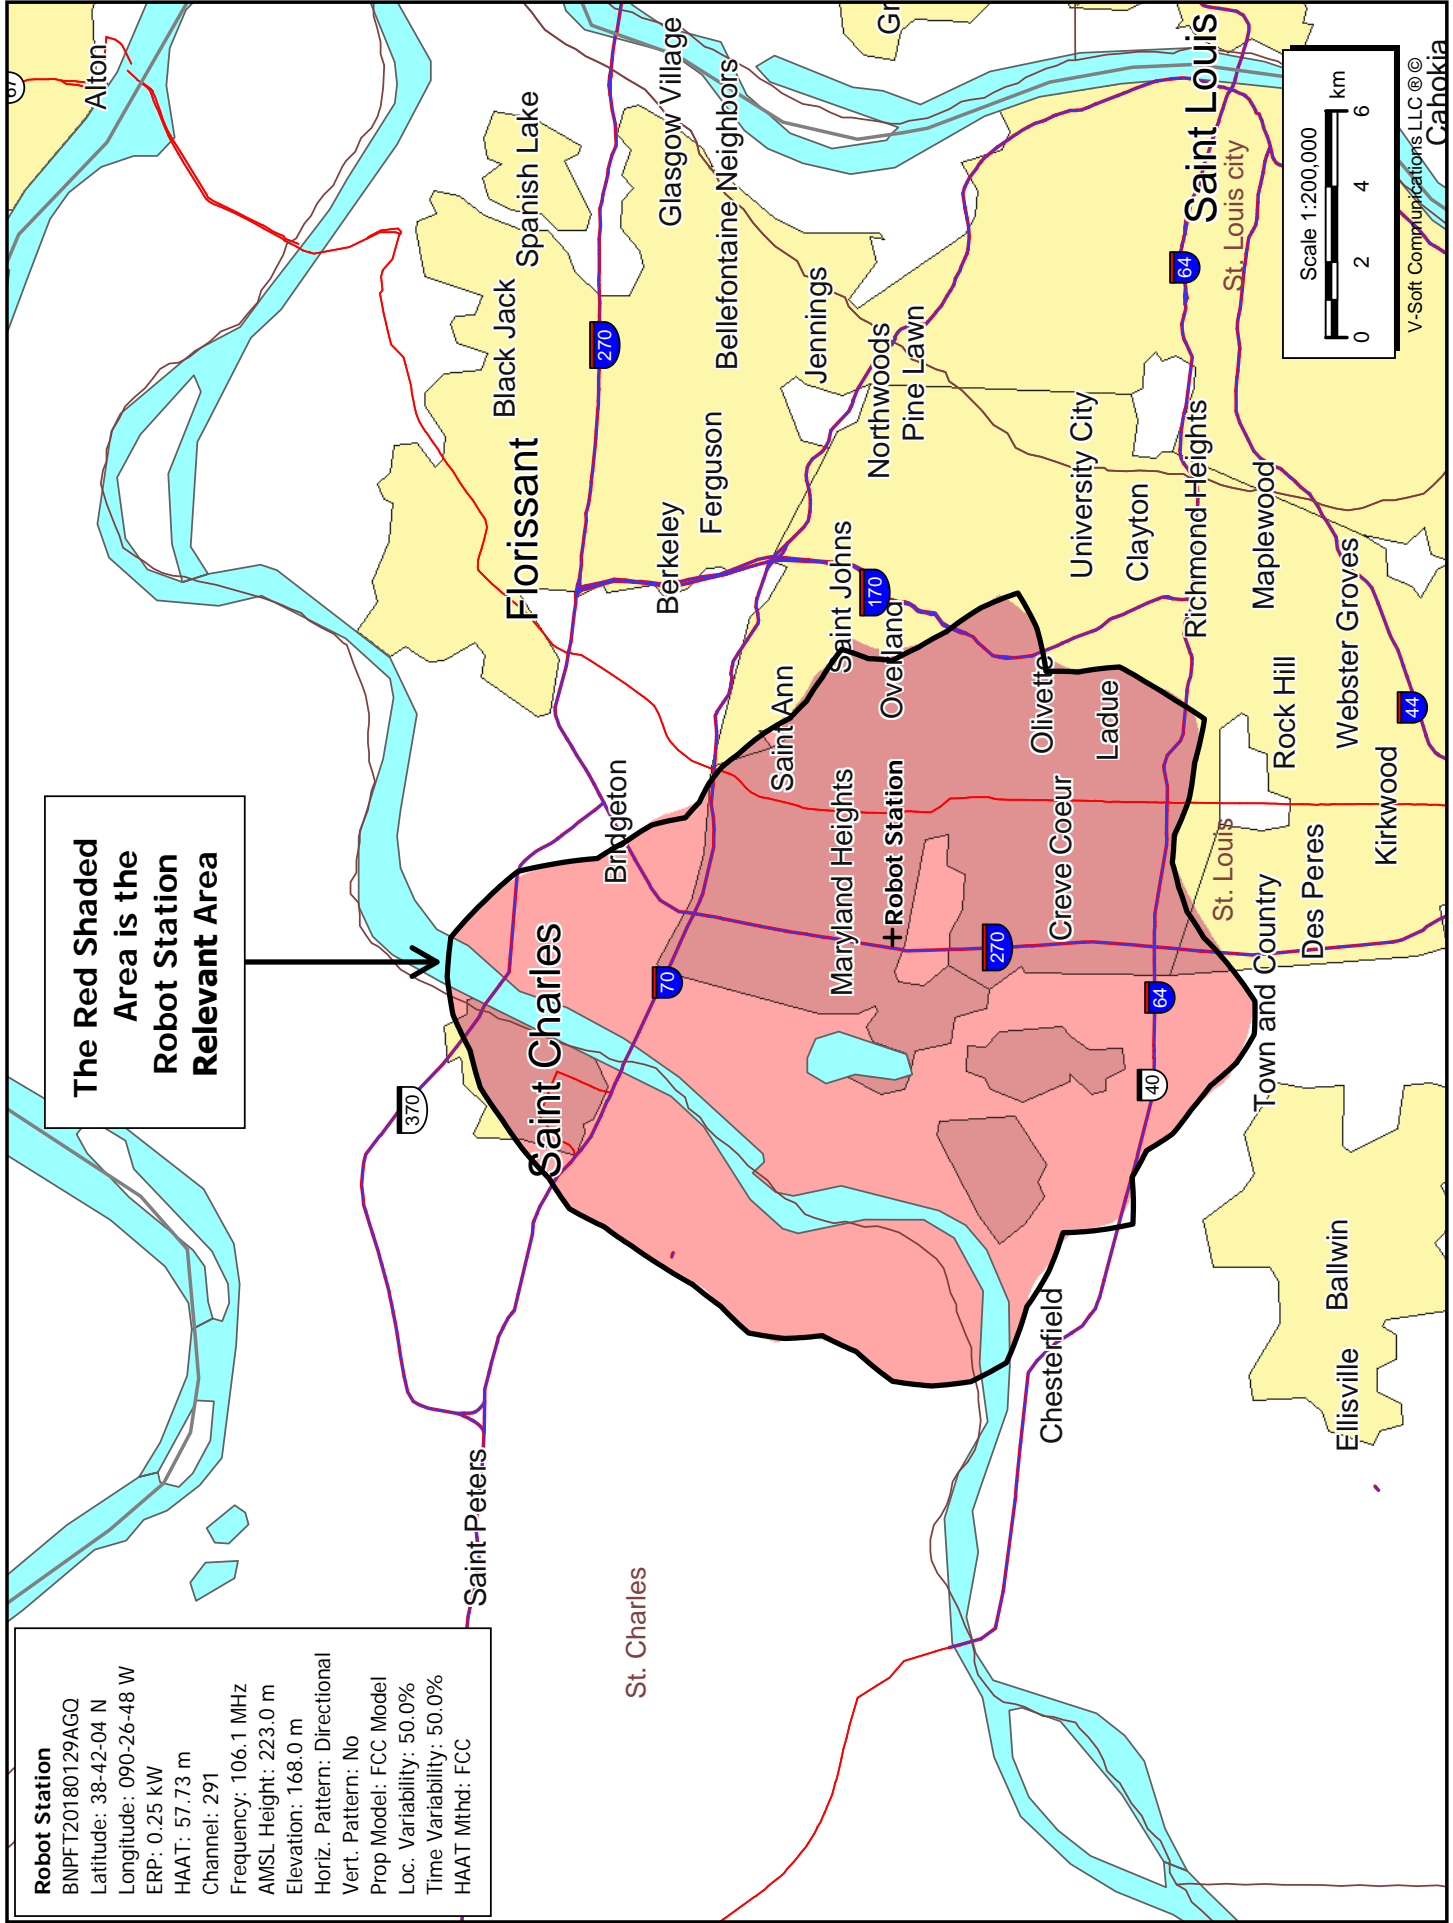 The Red Shaded
Area is the
Robot Station
Relevant Area
Robot Station
BNPFT20180129AGQ
Latitude: 38-42-04 N
Longitude: 090-26-48 W
ERP: 0.25 kW
HAAT: 57.73 m
Channel: 291
Frequency: 106.1 MHz
AMSL Height: 223.0 m
Elevation: 168.0 m
Horiz. Pattern: Directional
Vert. Pattern: No
Prop Model: FCC Model
Loc. Variability: 50.0%
Time Variability: 50.0%
HAAT Mthd: FCC
Alton
67
Spanish Lake
Black Jack
Florissant
270
Glasgow Village
Bellefontaine Neighbors
Ferguson
Berkeley
Jennings
Northwoods
Pine Lawn
Gr
Saint Louis
St. Louis city
64
University City
Clayton
Richmond Heights
Maplewood
Webster Groves
Rock Hill
44
Kirkwood
Des Peres
St. Louis
Town and Country
Saint Johns
170
Overland
Olivette
Ladue
Saint Ann
Bridgeton
Maryland Heights
Robot Station
Creve Coeur
270
70
64
40
370
Saint Charles
Saint Peters
St. Charles
Chesterfield
Ballwin
Ellisville
Scale 1:200,000
0 2 4 6 km
V-Soft Communications LLC ® ©
Cahokia